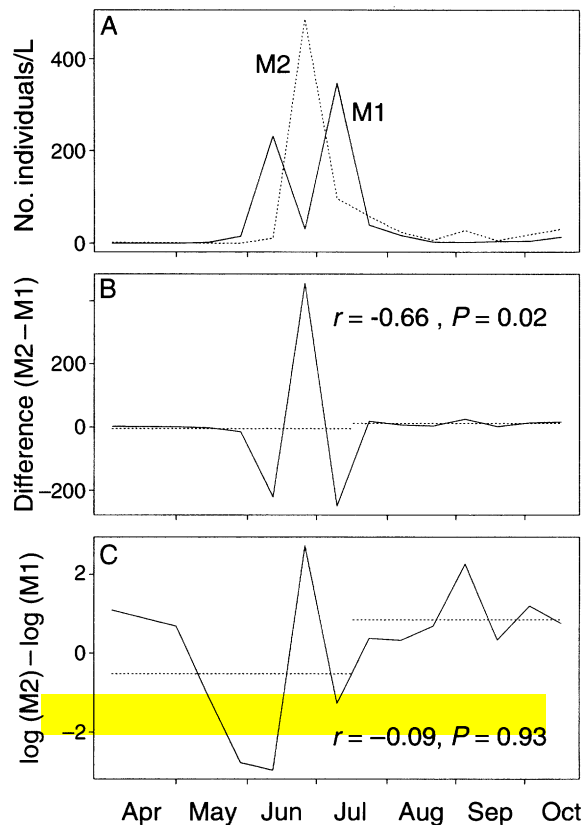 A
No. individuals/L
400
200
0
M2
M1
B
Difference (M2−M1)
200
0
−200
r = -0.66 , P = 0.02
C
log (M2)−log (M1)
2
0
−2
r = −0.09, P = 0.93
Apr May Jun Jul Aug Sep Oct